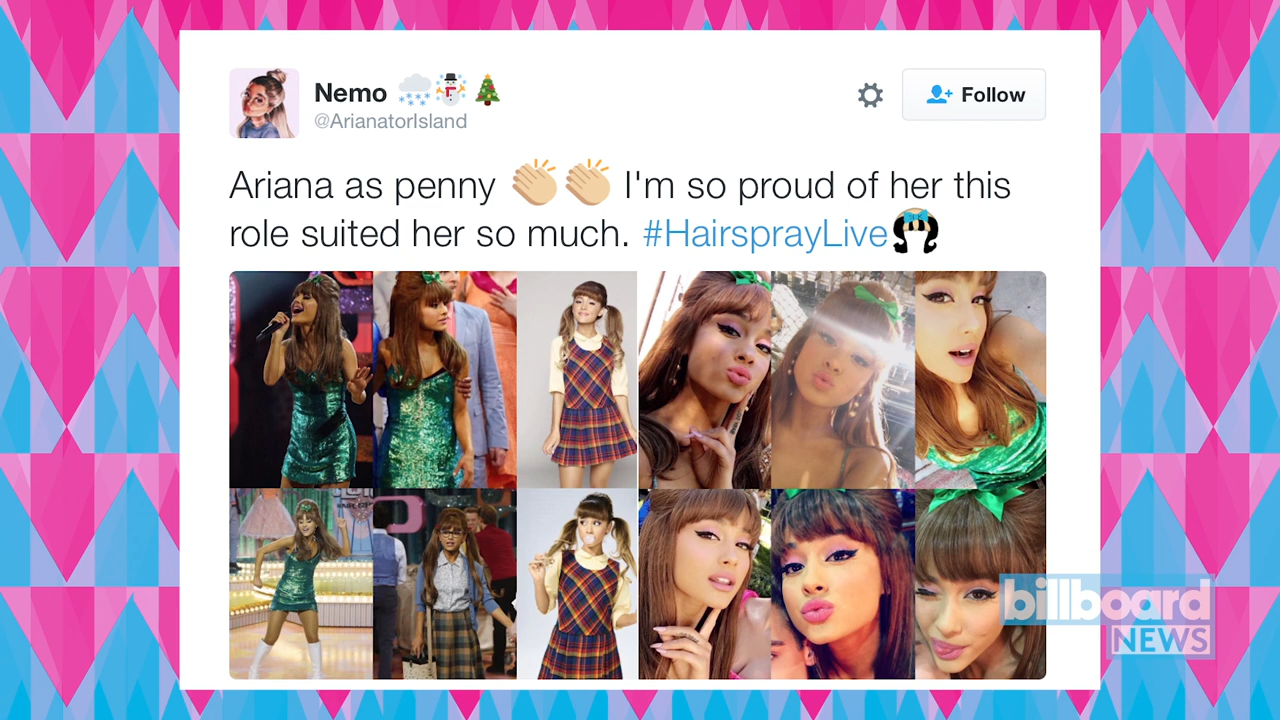 Nemo 🌨☃🎄
@ArianatorIsland
Follow
Ariana as penny 👏🏼👏🏼 I'm so proud of her this
role suited her so much. #HairsprayLive
billboard
NEWS